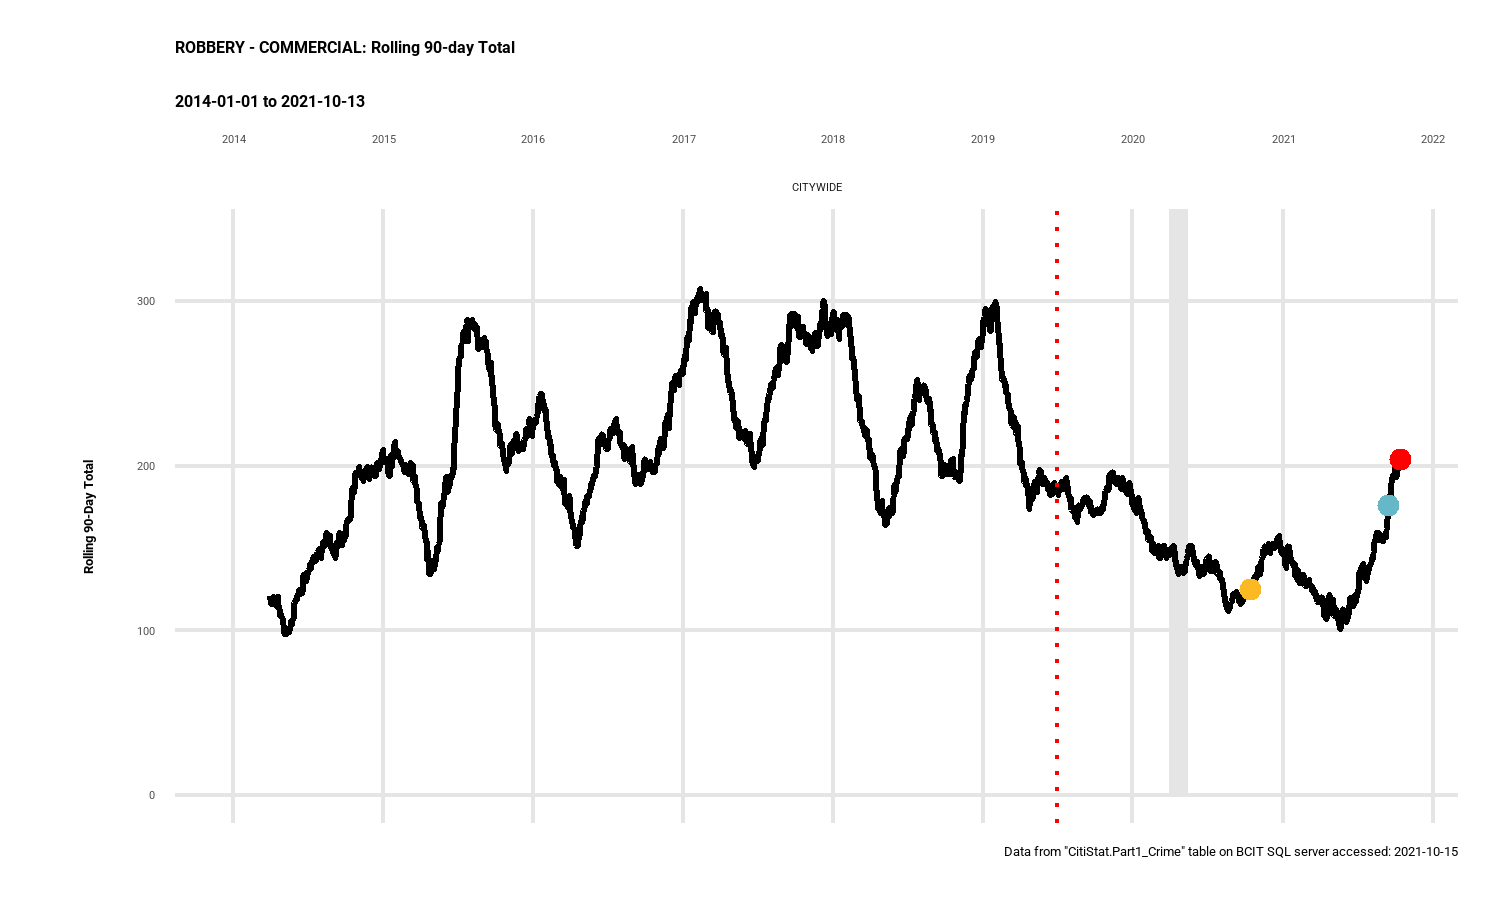 ROBBERY - COMMERCIAL: Rolling 90-day Total
2014-01-01 to 2021-10-13
2014 2015 2016 2017 2018 2019 2020 2021 2022
CITYWIDE
300
200
100
0
Rolling 90-Day Total
Data from "CitiStat.Part1_Crime" table on BCIT SQL server accessed: 2021-10-15